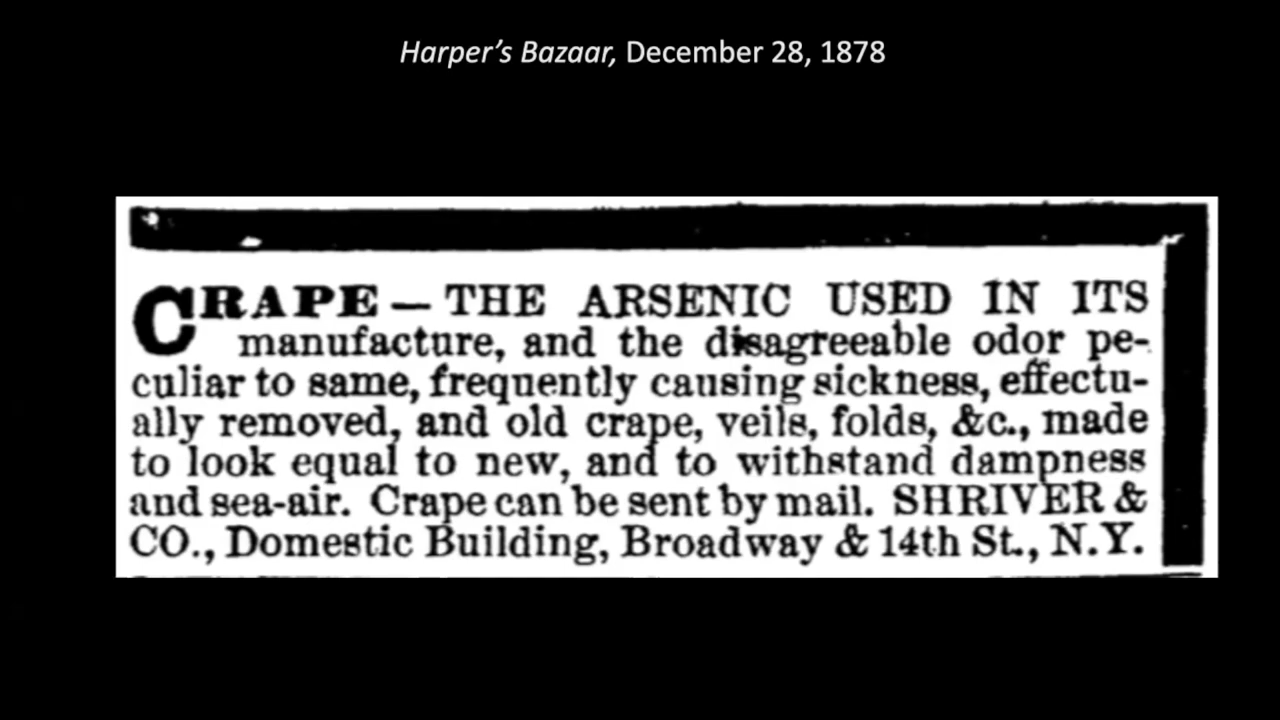 Harper's Bazaar, December 28, 1878
CRAPE — THE ARSENIC USED IN ITS
manufacture, and the disagreeable odor pe-
culiar to same, frequently causing sickness, effectu-
ally removed, and old crape, veils, folds, &c., made
to look equal to new, and to withstand dampness
and sea-air. Crape can be sent by mail. SHRIVER &
CO., Domestic Building, Broadway & 14th St., N.Y.